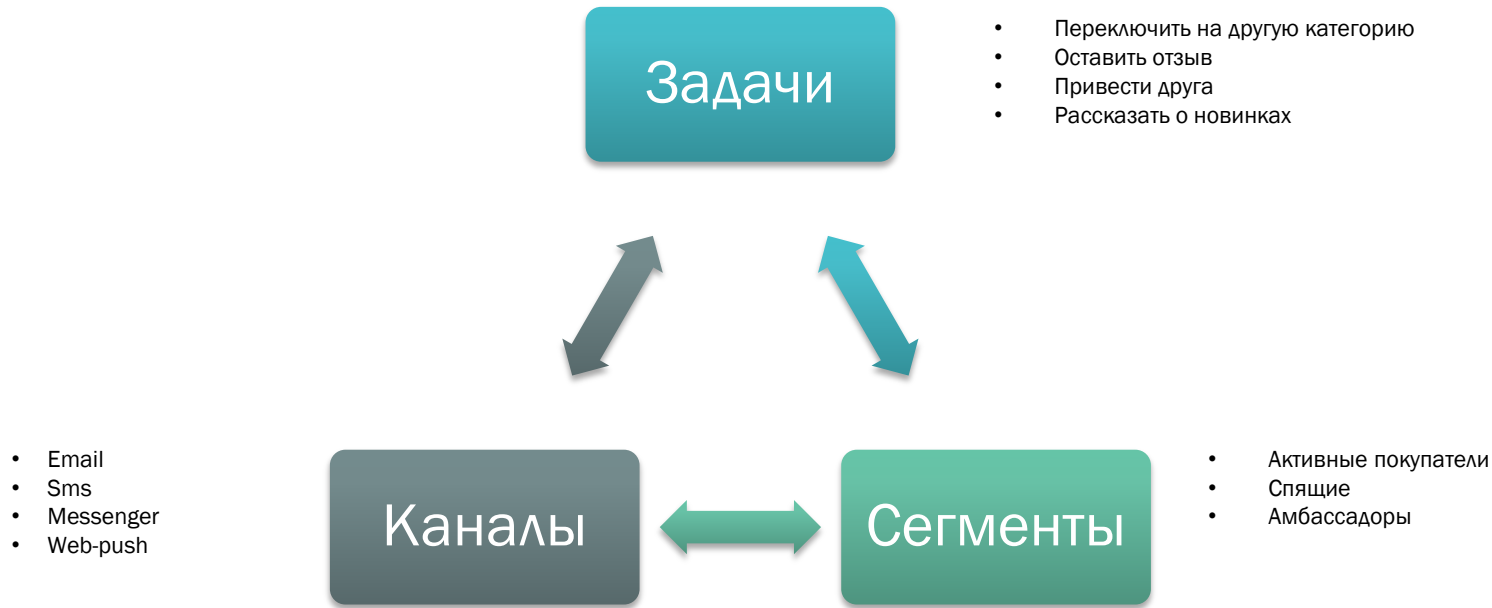 Задачи
• Переключить на другую категорию
• Оставить отзыв
• Привести друга
• Рассказать о новинках
• Email
• Sms
• Messenger
• Web-push
Каналы
Сегменты
• Активные покупатели
• Спящие
• Амбассадоры